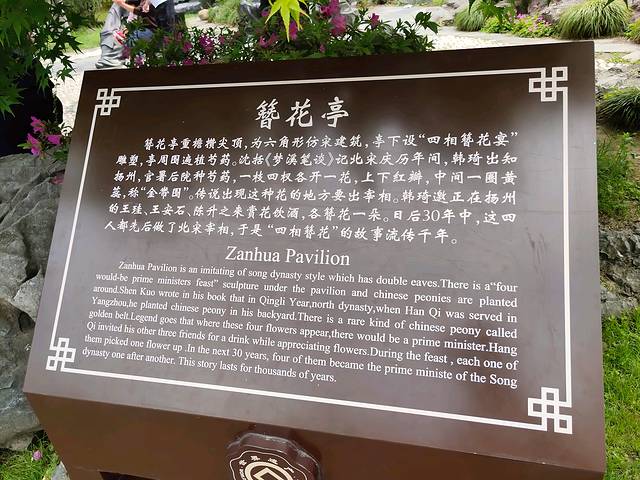 簪花亭
簪花亭重檐攒尖顶，为六角形仿宋建筑，亭下设“四相簪花宴”
雕塑，亭周围遍植芍药。沈括《梦溪笔谈》记北宋庆历年间，韩琦出知
扬州，官署后院种芍药，一枝四杈各开一花，上下红瓣，中间一圈黄
蕊，称“金带围”。传说出现这种花的地方要出宰相。韩琦邀正在扬州
的王珪、王安石、陈升之来赏花饮酒，各簪花一朵。日后30年中，这四
人都先后做了北宋宰相，于是“四相簪花”的故事流传千年。
Zanhua Pavilion
Zanhua Pavilion is an imitating of song dynasty style which has double eaves.There is a“four
would-be prime ministers feast” sculpture under the pavilion and chinese peonies are planted
around.Shen Kuo wrote in his book that in Qingli Year,north dynasty,when Han Qi was served in
Yangzhou,he planted chinese peony in his backyard.There is a rare kind of chinese peony called
golden belt.Legend goes that where these four flowers appear,there would be a prime minister.Hang
Qi invited his other three friends for a drink while appreciating flowers.During the feast , each one of
them picked one flower up .In the next 30 years, four of them became the prime ministe of the Song
dynasty one after another. This story lasts for thousands of years.